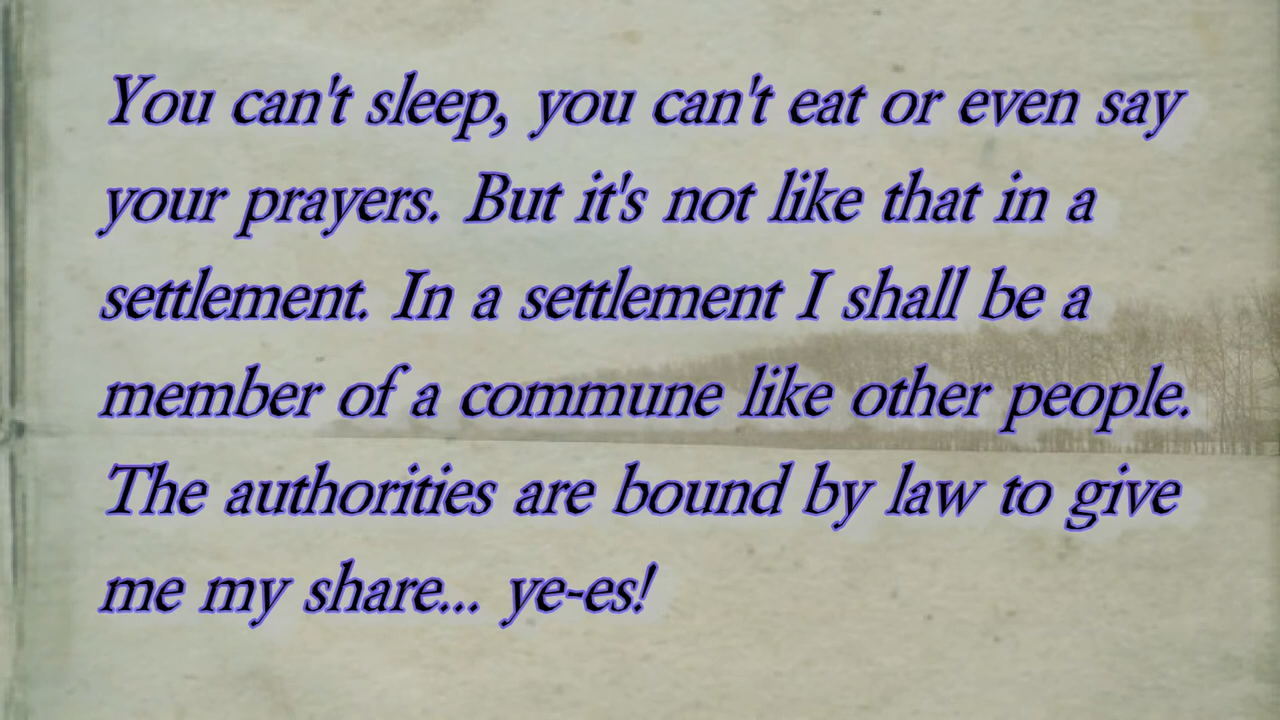 You can't sleep, you can't eat or even say
your prayers. But it's not like that in a
settlement. In a settlement I shall be a
member of a commune like other people.
The authorities are bound by law to give
me my share... ye-es!